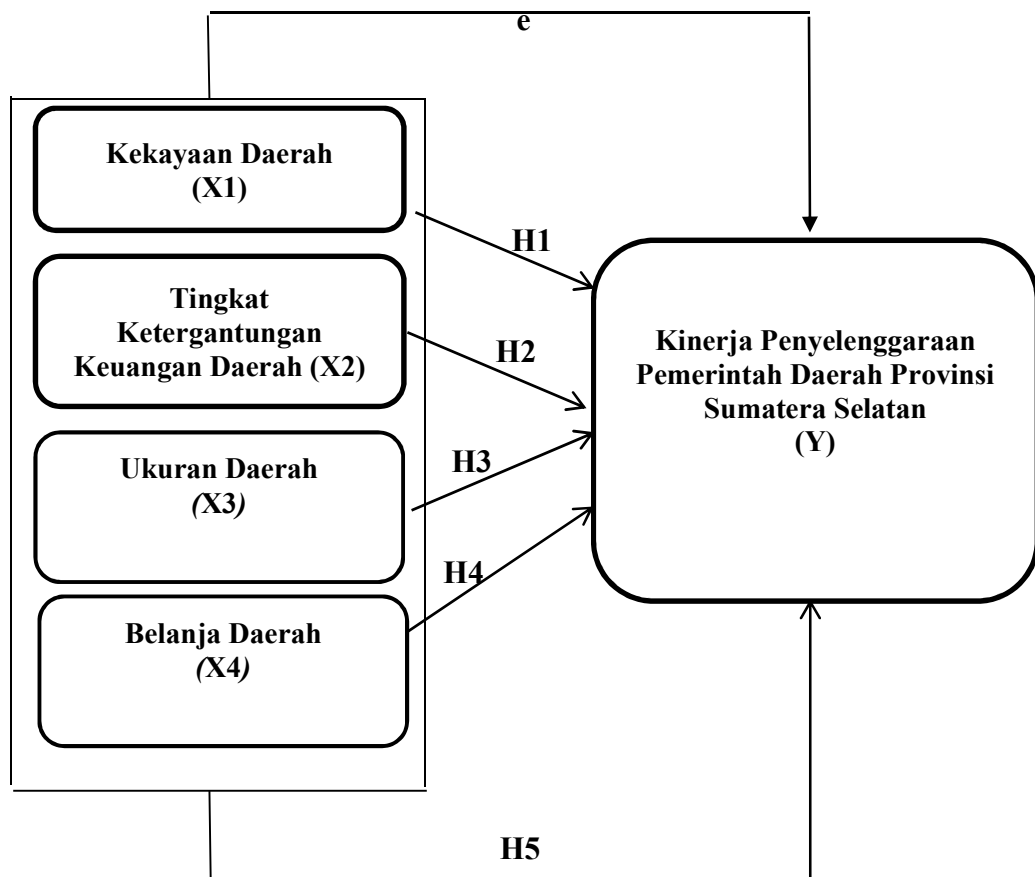 e
Kekayaan Daerah
(X1)
H1
Tingkat
Ketergantungan
Keuangan Daerah (X2)
H2
Kinerja Penyelenggaraan
Pemerintah Daerah Provinsi
Sumatera Selatan
(Y)
Ukuran Daerah
(X3)
H3
H4
Belanja Daerah
(X4)
H5